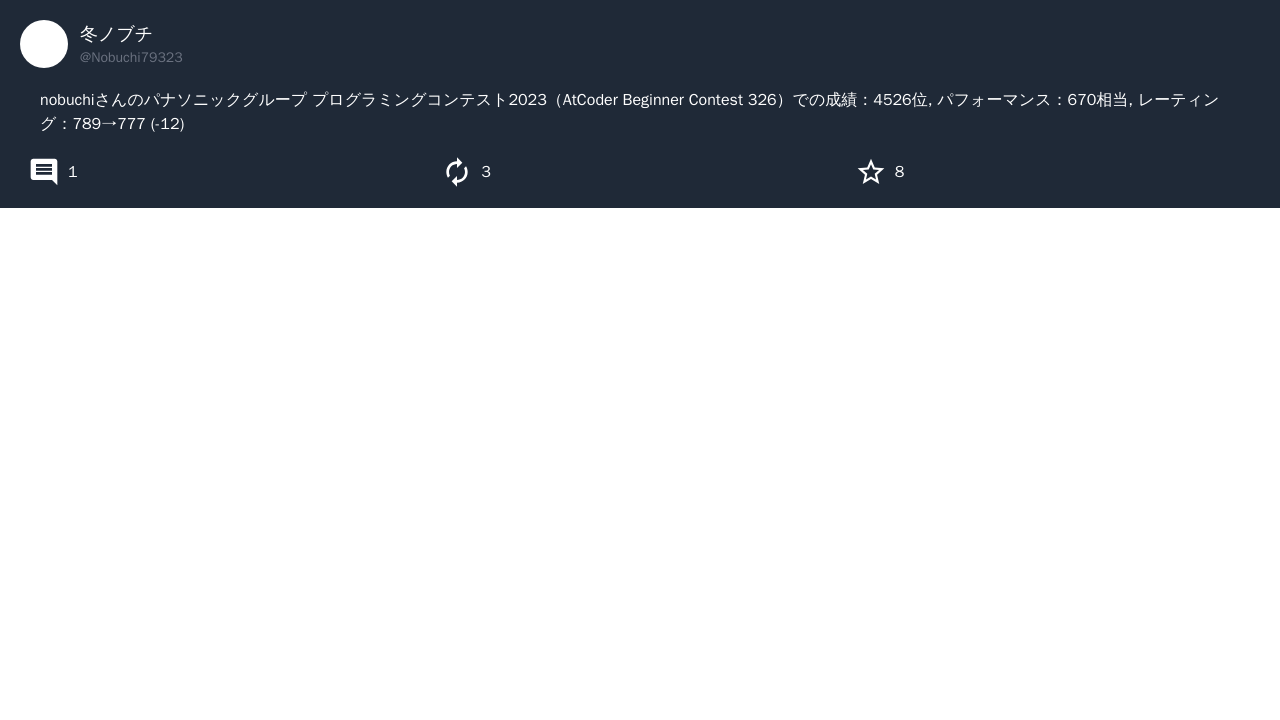 冬ノブチ
@Nobuchi79323
nobuchiさんのパナソニックグループ プログラミングコンテスト2023（AtCoder Beginner Contest 326）での成績：4526位, パフォーマンス：670相当, レーティン
グ：789→777 (-12)
1 3 8